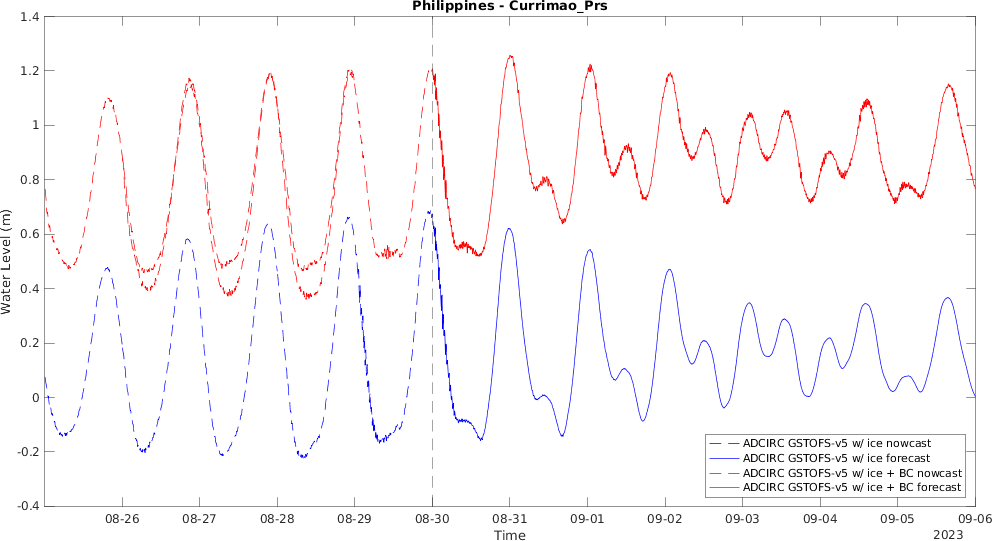 Philippines - Currimao_Prs
1.4
1.2
1
0.8
0.6
0.4
0.2
0
-0.2
-0.4
Water Level (m)
ADCIRC GSTOFS-v5 w/ ice nowcast
ADCIRC GSTOFS-v5 w/ ice forecast
ADCIRC GSTOFS-v5 w/ ice + BC nowcast
ADCIRC GSTOFS-v5 w/ ice + BC forecast
08-26 08-27 08-28 08-29 08-30 08-31 09-01 09-02 09-03 09-04 09-05 09-06
Time
2023